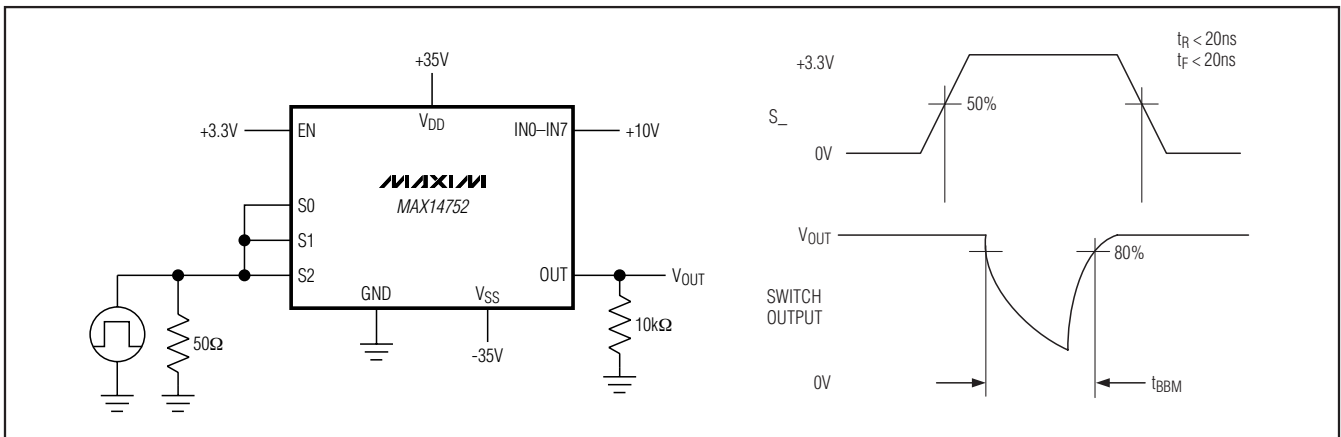 +35V
VDD
+3.3V
EN
IN0–IN7
+10V
MAXIM
MAX14752
S0
S1
S2
OUT
VOUT
GND
VSS
50Ω
10kΩ
-35V
tR < 20ns
tF < 20ns
+3.3V
50%
S_
0V
VOUT
80%
SWITCH
OUTPUT
0V
tBBM